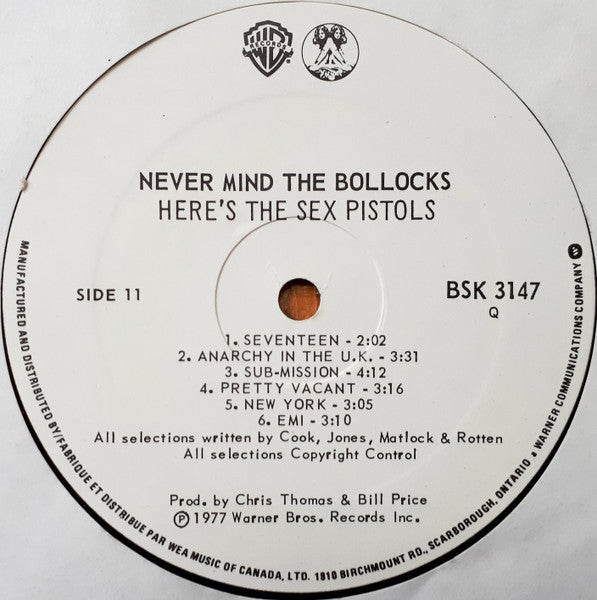 WB
RECORDS
NEVER MIND THE BOLLOCKS
HERE'S THE SEX PISTOLS
SIDE 11
BSK 3147
Q
1. SEVENTEEN - 2:02
2. ANARCHY IN THE U.K. - 3:31
3. SUB-MISSION - 4:12
4. PRETTY VACANT - 3:16
5. NEW YORK - 3:05
6. EMI - 3:10
All selections written by Cook, Jones, Matlock & Rotten
All selections Copyright Control
Prod. by Chris Thomas & Bill Price
Ⓟ 1977 Warner Bros. Records Inc.
MANUFACTURED AND DISTRIBUTED BY/FABRIQUE ET DISTRIBUE PAR WEA MUSIC OF CANADA, LTD. 1810 BIRCHMOUNT RD., SCARBOROUGH, ONTARIO • A WARNER COMMUNICATIONS COMPANY